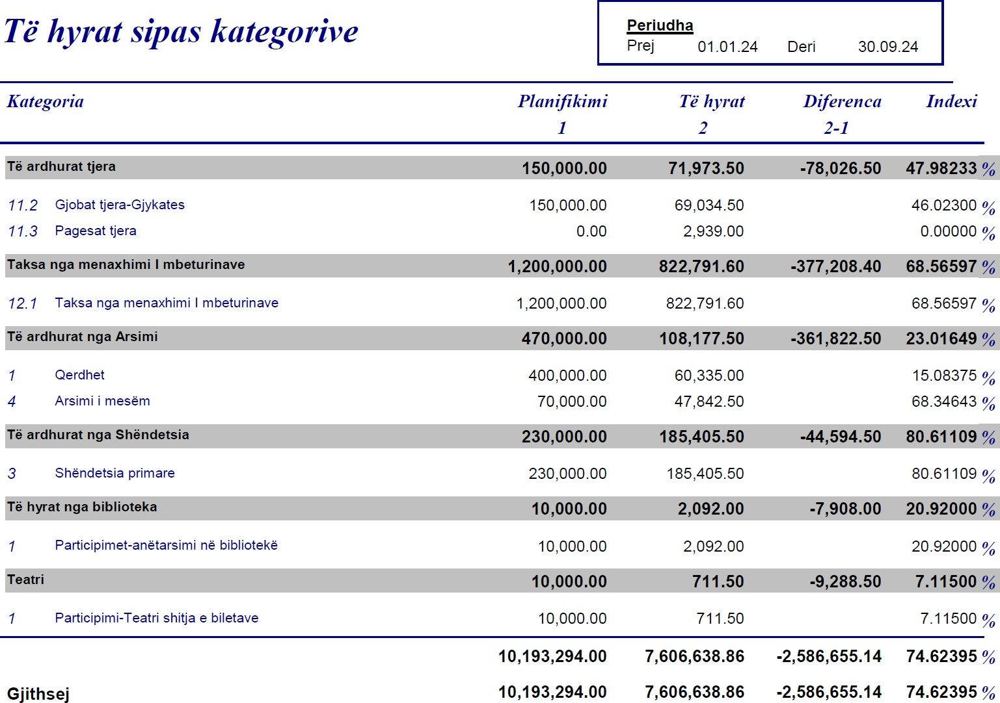 Të hyrat sipas kategorive
Periudha
Prej 01.01.24 Deri 30.09.24
Kategoria Planifikimi Të hyrat Diferenca Indexi
1 2 2-1
Të ardhurat tjera 150,000.00 71,973.50 -78,026.50 47.98233 %
11.2 Gjobat tjera-Gjykates 150,000.00 69,034.50 46.02300 %
11.3 Pagesat tjera 0.00 2,939.00 0.00000 %
Taksa nga menaxhimi I mbeturinave 1,200,000.00 822,791.60 -377,208.40 68.56597 %
12.1 Taksa nga menaxhimi I mbeturinave 1,200,000.00 822,791.60 68.56597 %
Të ardhurat nga Arsimi 470,000.00 108,177.50 -361,822.50 23.01649 %
1 Qerdhet 400,000.00 60,335.00 15.08375 %
4 Arsimi i mesëm 70,000.00 47,842.50 68.34643 %
Të ardhurat nga Shëndetsia 230,000.00 185,405.50 -44,594.50 80.61109 %
3 Shëndetsia primare 230,000.00 185,405.50 80.61109 %
Të hyrat nga biblioteka 10,000.00 2,092.00 -7,908.00 20.92000 %
1 Participimet-anëtarsimi në bibliotekë 10,000.00 2,092.00 20.92000 %
Teatri 10,000.00 711.50 -9,288.50 7.11500 %
1 Participimi-Teatri shitja e biletave 10,000.00 711.50 7.11500 %
10,193,294.00 7,606,638.86 -2,586,655.14 74.62395 %
Gjithsej 10,193,294.00 7,606,638.86 -2,586,655.14 74.62395 %